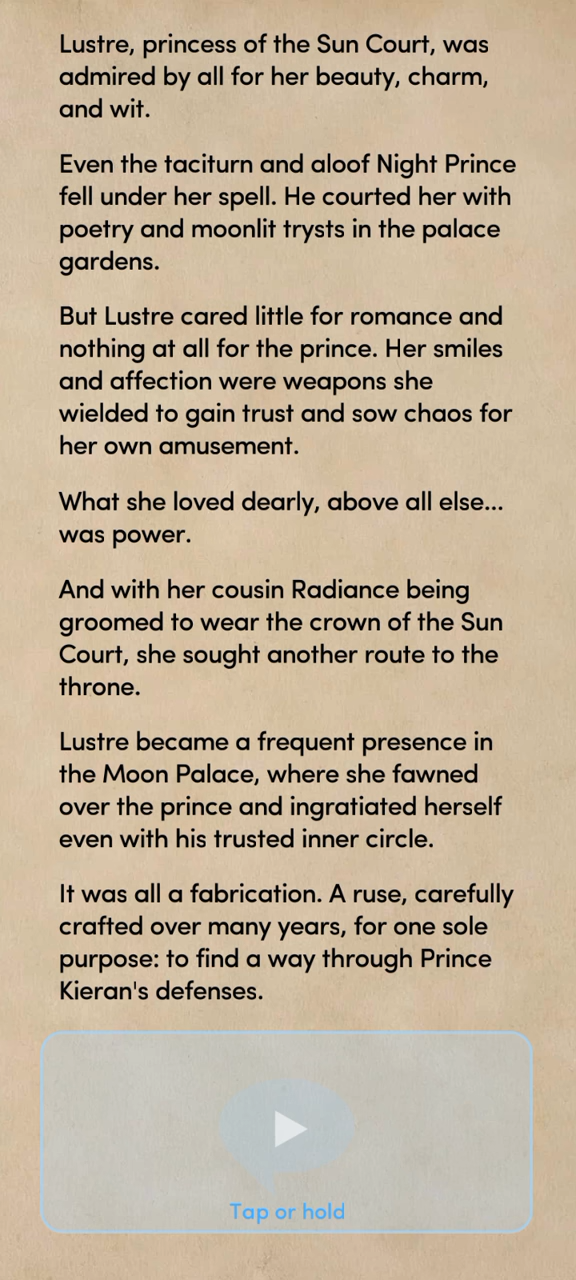 Lustre, princess of the Sun Court, was
admired by all for her beauty, charm,
and wit.
Even the taciturn and aloof Night Prince
fell under her spell. He courted her with
poetry and moonlit trysts in the palace
gardens.
But Lustre cared little for romance and
nothing at all for the prince. Her smiles
and affection were weapons she
wielded to gain trust and sow chaos for
her own amusement.
What she loved dearly, above all else...
was power.
And with her cousin Radiance being
groomed to wear the crown of the Sun
Court, she sought another route to the
throne.
Lustre became a frequent presence in
the Moon Palace, where she fawned
over the prince and ingratiated herself
even with his trusted inner circle.
It was all a fabrication. A ruse, carefully
crafted over many years, for one sole
purpose: to find a way through Prince
Kieran's defenses.
Tap or hold